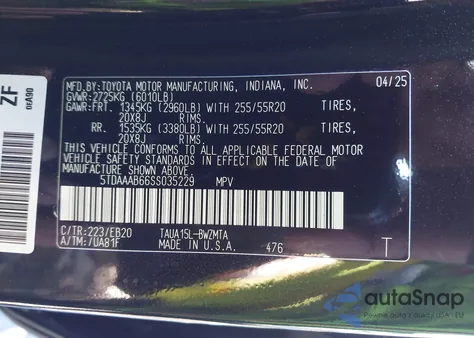 ZF
MFD.BY:TOYOTA MOTOR MANUFACTURING, INDIANA, INC. 04/25
GVWR:2725KG (6010LB)
GAWR:FRT. 1345KG (2960LB) WITH 255/55R20 TIRES,
20X8J RIMS.
RR. 1535KG (3380LB) WITH 255/55R20 TIRES,
20X8J RIMS.
THIS VEHICLE CONFORMS TO ALL APPLICABLE FEDERAL MOTOR
VEHICLE SAFETY STANDARDS IN EFFECT ON THE DATE OF
MANUFACTURE SHOWN ABOVE.
5TDAAAB66SS035229 MPV
C/TR:223/EB20 TAUA15L-BWZMTA
A/TM:/UA81F MADE IN U.S.A. 476 T
autoSnap